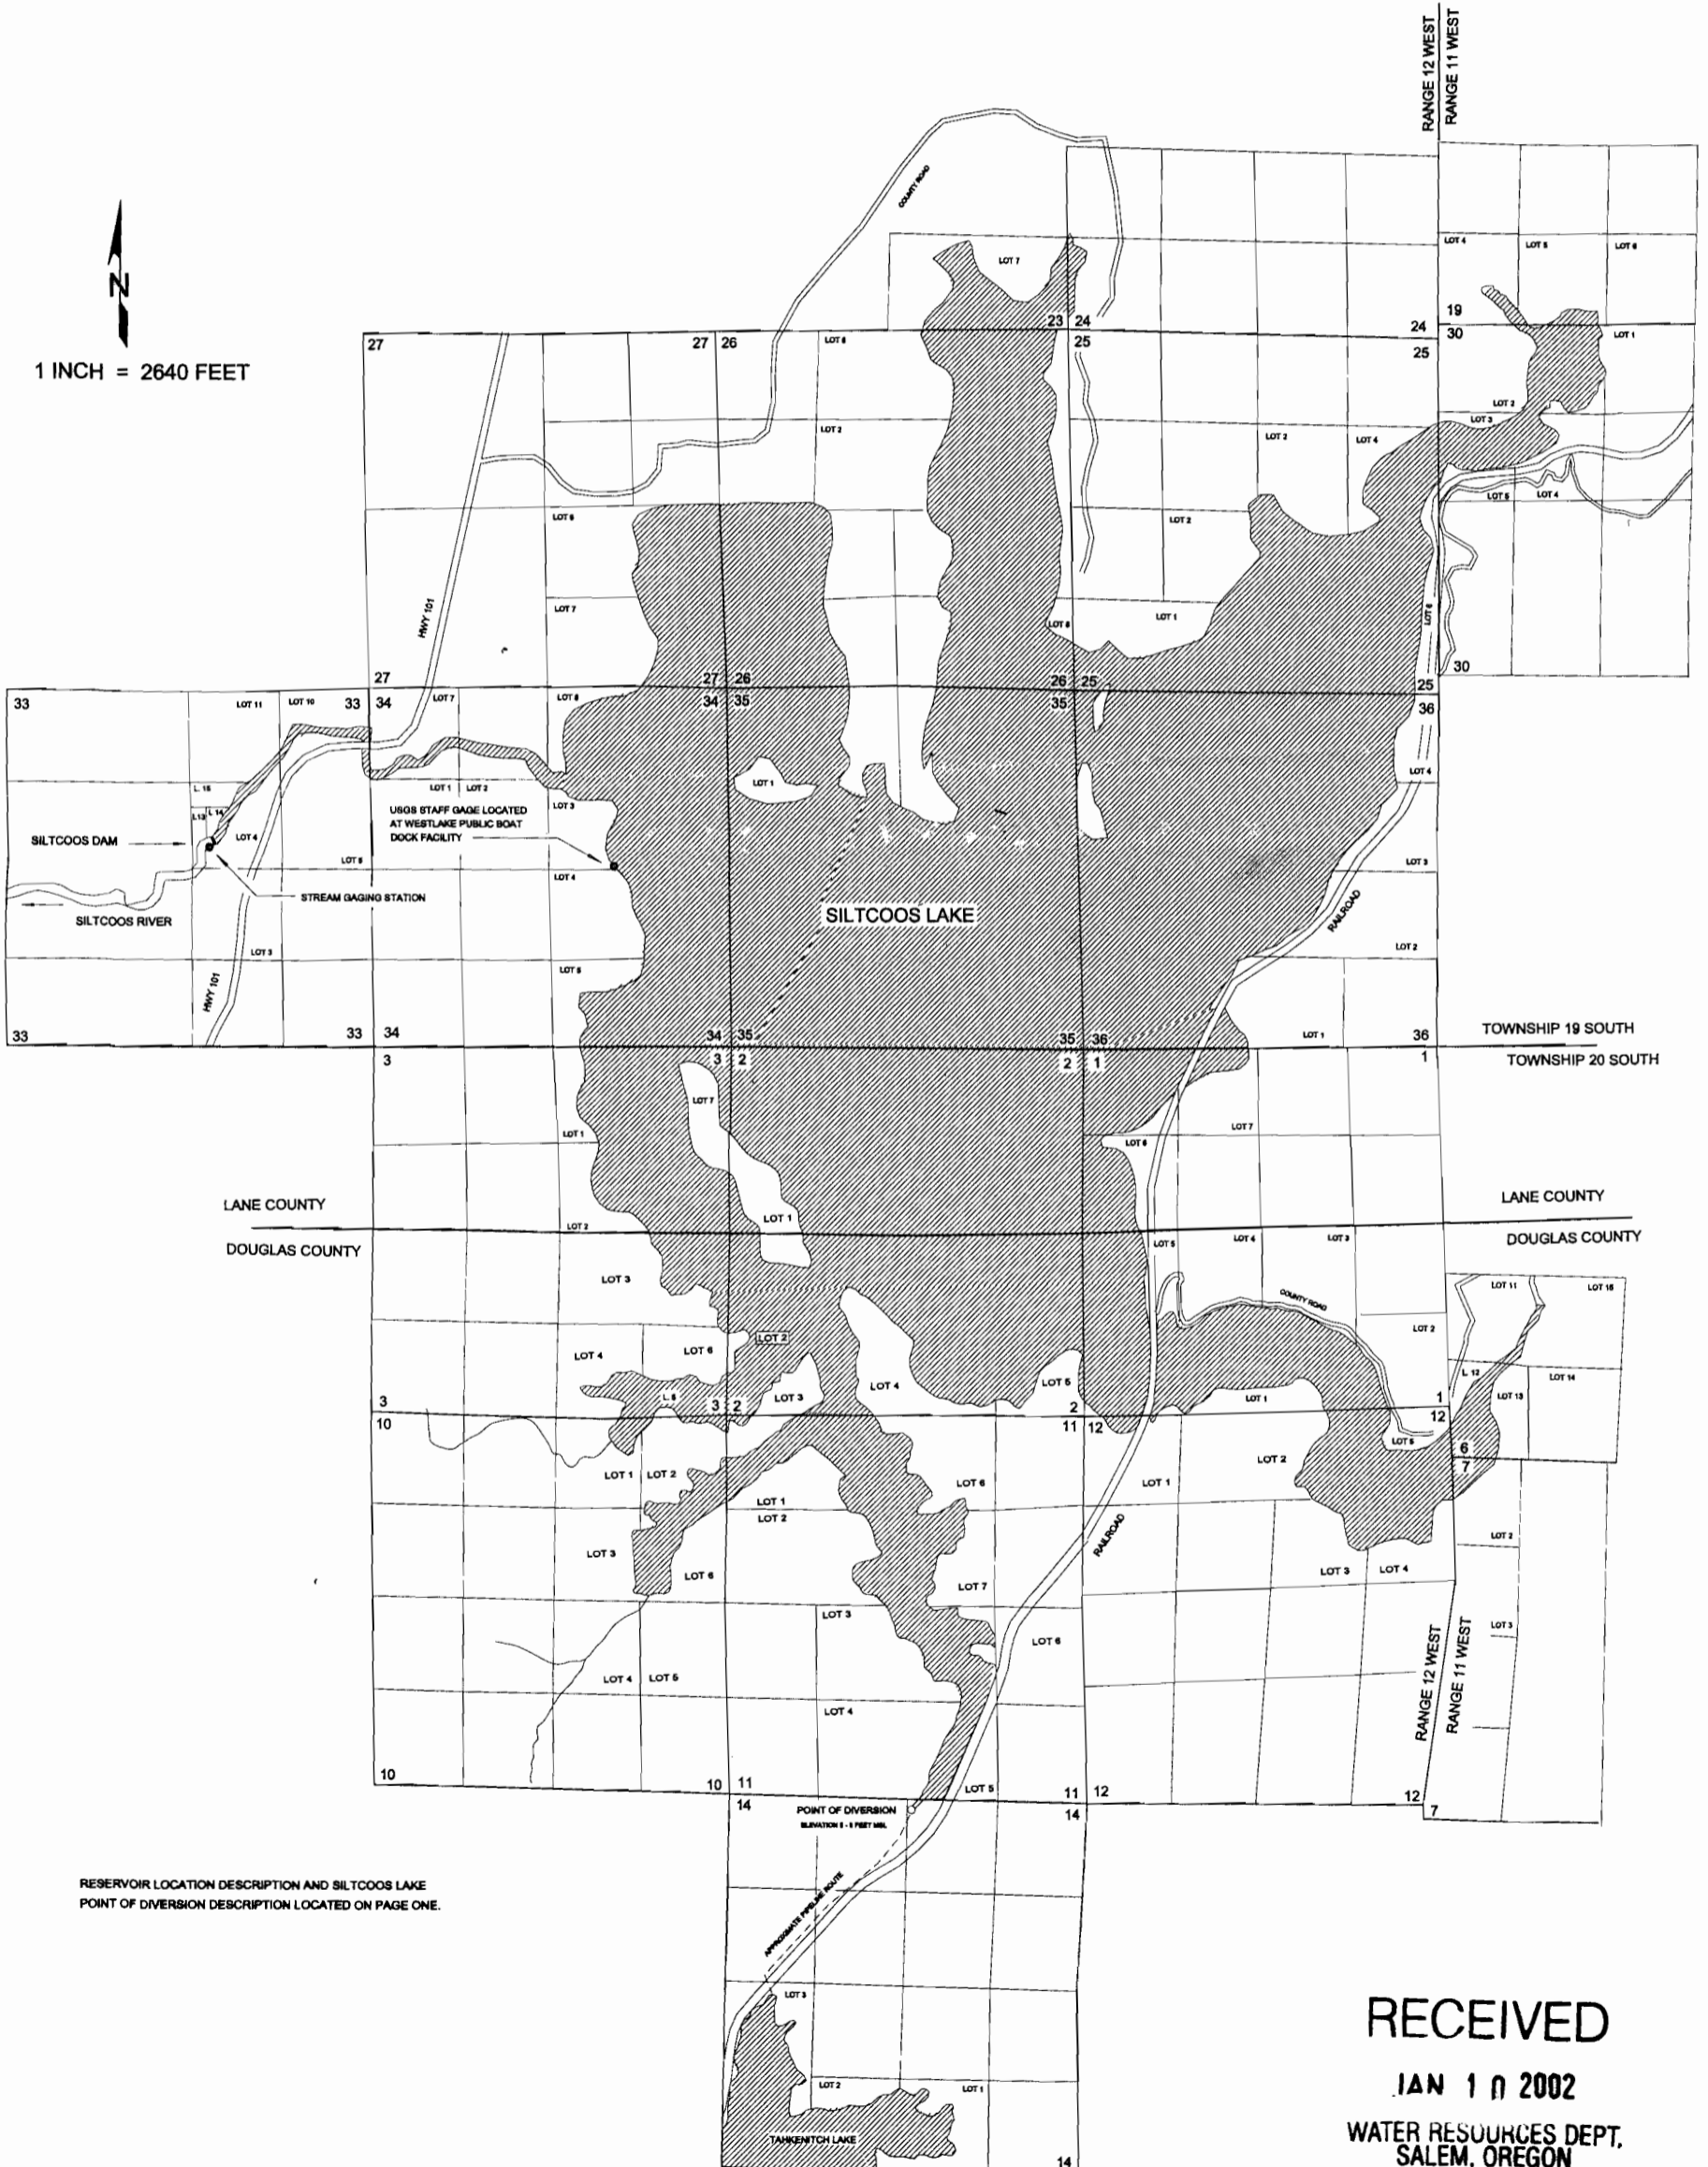 RANGE 12 WEST
RANGE 11 WEST
N
1 INCH = 2640 FEET
COUNTY ROAD
LOT 7
LOT 4
LOT 5
LOT 6
23 24
24
19
27
27 26
LOT 8
25
25
30
LOT 1
LOT 2
LOT 2
LOT 3
LOT 2
LOT 4
LOT 6
LOT 2
LOT 5
LOT 4
HWY 101
LOT 7
LOT 8
LOT 1
LOT 6
27
27 26
26 25
25
30
33
LOT 11
LOT 10
33
34
LOT 7
LOT 8
34 35
35
36
LOT 1
LOT 4
L. 15
L13
L 14
LOT 1
LOT 2
LOT 3
USGS STAFF GAGE LOCATED
AT WESTLAKE PUBLIC BOAT
DOCK FACILITY
SILTCOOS DAM
LOT 4
LOT 5
LOT 4
LOT 3
STREAM GAGING STATION
SILTCOOS RIVER
SILTCOOS LAKE
RAILROAD
LOT 3
LOT 5
LOT 2
HWY 101
33
33
34
34 35
35 36
LOT 1
36
TOWNSHIP 19 SOUTH
3
3 2
2 1
1
TOWNSHIP 20 SOUTH
LOT 7
LOT 1
LOT 6
LOT 7
LANE COUNTY
LANE COUNTY
LOT 2
LOT 1
DOUGLAS COUNTY
LOT 5
LOT 4
LOT 3
DOUGLAS COUNTY
LOT 3
COUNTY ROAD
LOT 11
LOT 15
LOT 2
LOT 2
LOT 4
LOT 6
LOT 4
LOT 5
L. 12
LOT 13
LOT 14
3
L 5
3 2
LOT 3
2
LOT 1
1
10
11 12
12
LOT 5
6
7
LOT 1
LOT 2
LOT 6
LOT 1
LOT 2
LOT 1
LOT 2
RAILROAD
LOT 2
LOT 3
LOT 6
LOT 7
LOT 3
LOT 4
LOT 3
LOT 6
LOT 3
LOT 4
LOT 5
LOT 4
RANGE 12 WEST
RANGE 11 WEST
10
10 11
LOT 5
11 12
12
7
14
14
POINT OF DIVERSION
APPROXIMATE PIPELINE ROUTE
RESERVOIR LOCATION DESCRIPTION AND SILTCOOS LAKE
POINT OF DIVERSION DESCRIPTION LOCATED ON PAGE ONE.
LOT 3
LOT 2
LOT 1
TAHKENITCH LAKE
14
RECEIVED
JAN 10 2002
WATER RESOURCES DEPT.
SALEM, OREGON